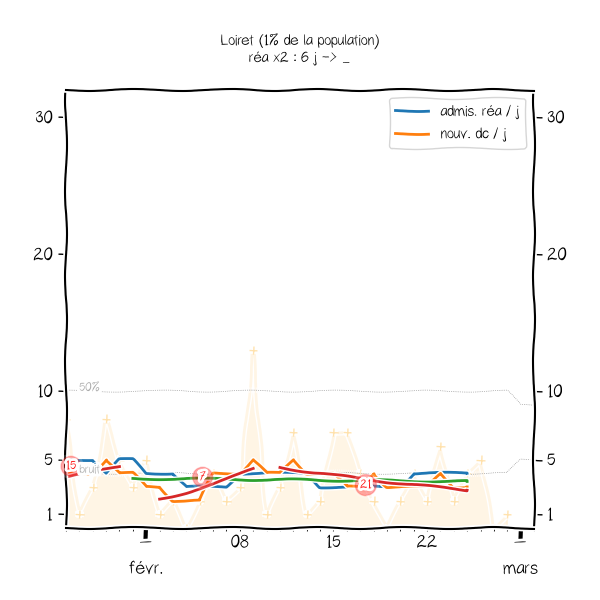 Loiret (1% de la population)
réa x2 : 6 j -> _
admis. réa / j
nouv. dc / j
30
30
20
20
50%
10
10
15
bruit
7
21
5
5
1
1
08
15
22
févr.
mars